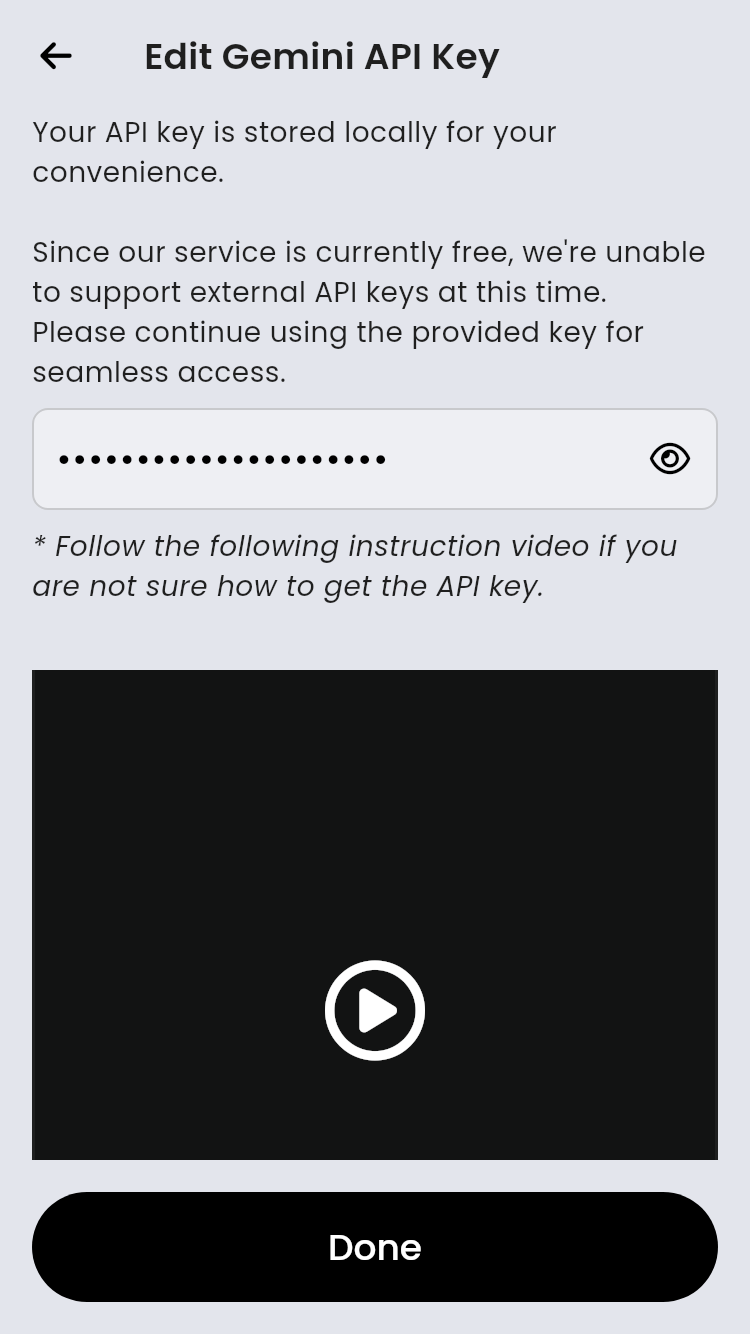 Edit Gemini API Key
Your API key is stored locally for your
convenience.
Since our service is currently free, we're unable
to support external API keys at this time.
Please continue using the provided key for
seamless access.
•••••••••••••••••••••
* Follow the following instruction video if you
are not sure how to get the API key.
Done